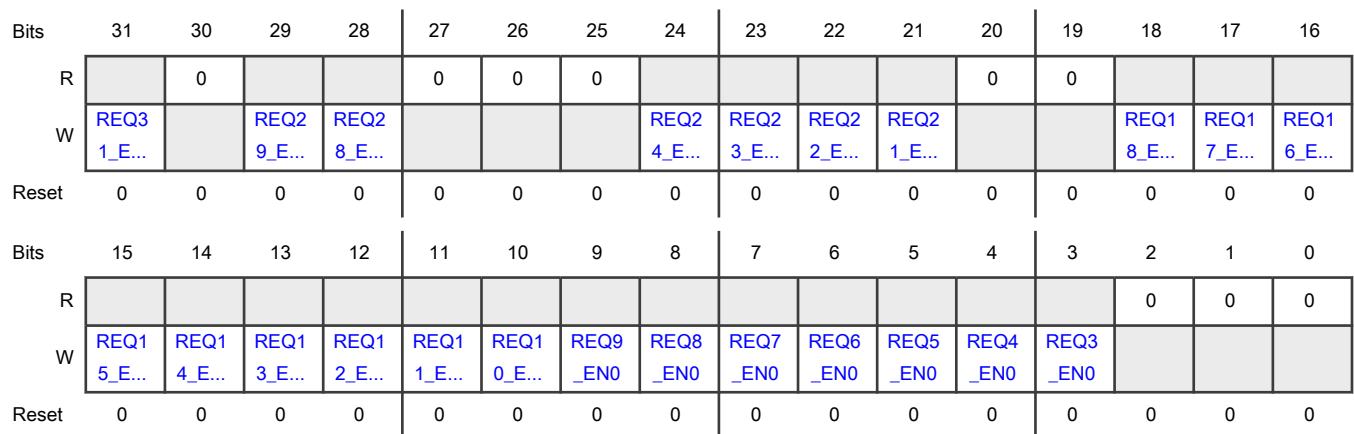 Bits 31 30 29 28 27 26 25 24 23 22 21 20 19 18 17 16
R 0 0 0 0 0 0
W REQ3 REQ2 REQ2 REQ2 REQ2 REQ2 REQ2 REQ1 REQ1 REQ1
1_E... 9_E... 8_E... 4_E... 3_E... 2_E... 1_E... 8_E... 7_E... 6_E...
Reset 0 0 0 0 0 0 0 0 0 0 0 0 0 0 0 0
Bits 15 14 13 12 11 10 9 8 7 6 5 4 3 2 1 0
R 0 0 0
W REQ1 REQ1 REQ1 REQ1 REQ1 REQ1 REQ9 REQ8 REQ7 REQ6 REQ5 REQ4 REQ3
5_E... 4_E... 3_E... 2_E... 1_E... 0_E... _EN0 _EN0 _EN0 _EN0 _EN0 _EN0 _EN0
Reset 0 0 0 0 0 0 0 0 0 0 0 0 0 0 0 0